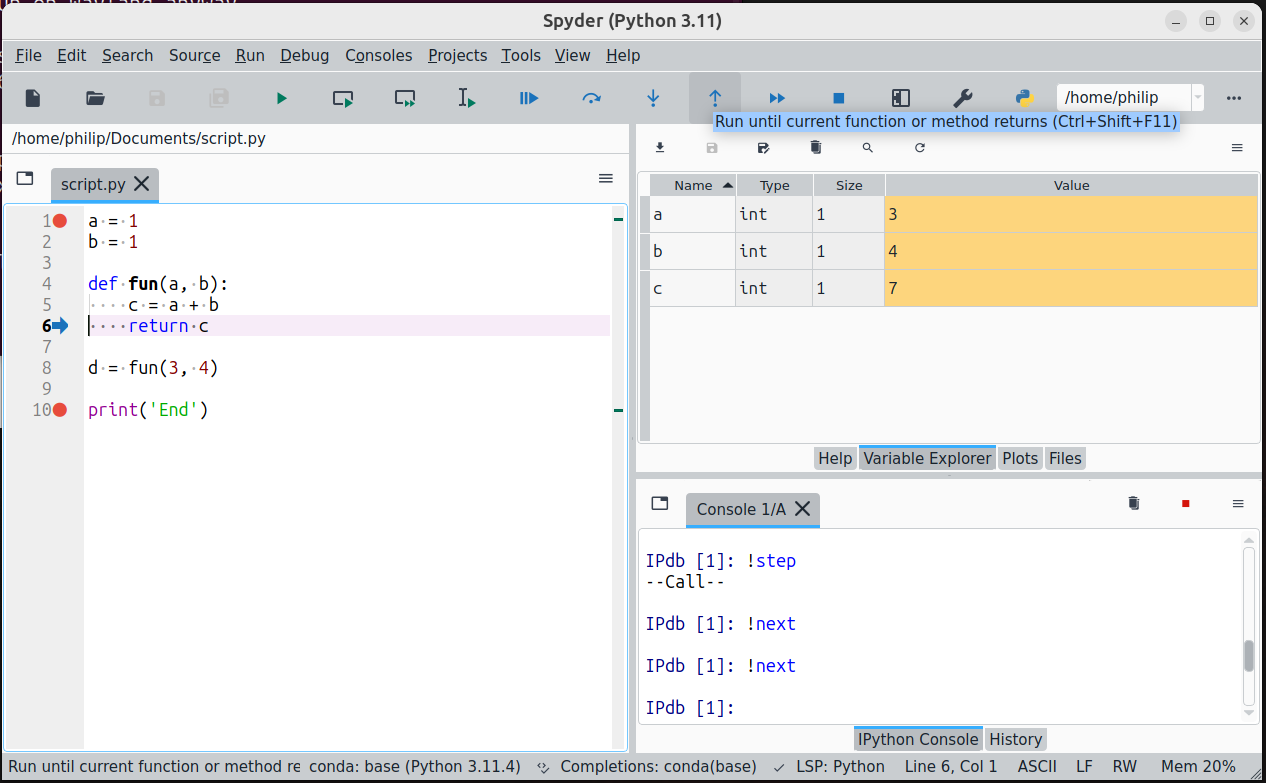 Spyder (Python 3.11)
File Edit Search Source Run Debug Consoles Projects Tools View Help
/home/philip
Run until current function or method returns (Ctrl+Shift+F11)
/home/philip/Documents/script.py
script.py
1 a = 1
2 b = 1
3
4 def fun(a, b):
5 c = a + b
6 return c
7
8 d = fun(3, 4)
9
10 print('End')
Name Type Size Value
a int 1 3
b int 1 4
c int 1 7
Help Variable Explorer Plots Files
Console 1/A
IPdb [1]: !step
--Call--
IPdb [1]: !next
IPdb [1]: !next
IPdb [1]:
IPython Console History
Run until current function or method re conda: base (Python 3.11.4) Completions: conda(base) LSP: Python Line 6, Col 1 ASCII LF RW Mem 20%